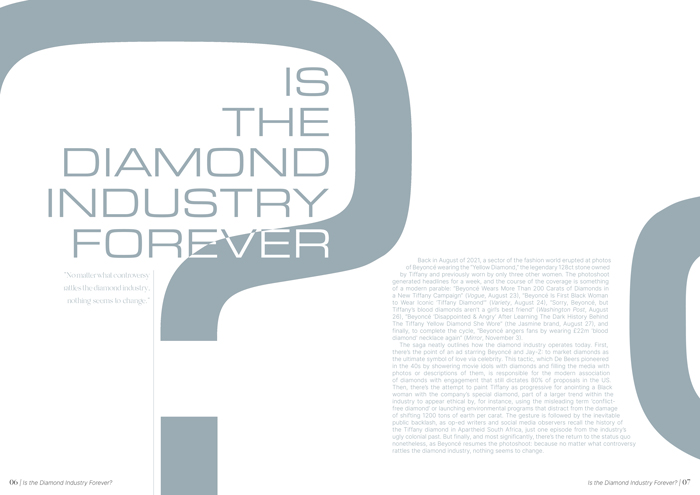 IS
THE
DIAMOND
INDUSTRY
FOREVER
"No matter what controversy
rattles the diamond industry,
nothing seems to change."
Back in August of 2021, a sector of the fashion world erupted at photos
of Beyoncé wearing the "Yellow Diamond," the legendary 128ct stone owned
by Tiffany and previously worn by only three other women. The photoshoot
generated headlines for a week, and the course of the coverage is something
of a modern parable: "Beyoncé Wears More Than 200 Carats of Diamonds in
a New Tiffany Campaign" (Vogue, August 23), "Beyoncé Is First Black Woman
to Wear Iconic 'Tiffany Diamond'" (Variety, August 24), "Sorry, Beyoncé, but
Tiffany's blood diamonds aren't a girl's best friend" (Washington Post, August
26), "Beyoncé 'Disappointed & Angry' After Learning The Dark History Behind
The Tiffany Yellow Diamond She Wore" (the Jasmine brand, August 27), and
finally, to complete the cycle, "Beyoncé angers fans by wearing £22m 'blood
diamond' necklace again" (Mirror, November 3).
The saga neatly outlines how the diamond industry operates today. First,
there's the point of an ad starring Beyoncé and Jay-Z: to market diamonds as
the ultimate symbol of love via celebrity. This tactic, which De Beers pioneered
in the 40s by showering movie idols with diamonds and filling the media with
photos or descriptions of them, is responsible for the modern association
of diamonds with engagement that still dictates 80% of proposals in the US.
Then, there's the attempt to paint Tiffany as progressive for anointing a Black
woman with the company's special diamond, part of a larger trend within the
industry to appear ethical by, for instance, using the misleading term 'conflict-
free diamond' or launching environmental programs that distract from the damage
of shifting 1200 tons of earth per carat. The gesture is followed by the inevitable
public backlash, as op-ed writers and social media observers recall the history of
the Tiffany diamond in Apartheid South Africa, just one episode from the industry's
ugly colonial past. But finally, and most significantly, there's the return to the status quo
nonetheless, as Beyoncé resumed the photoshoot: because no matter what controversy
rattles the diamond industry, nothing seems to change.
06 | Is the Diamond Industry Forever?
Is the Diamond Industry Forever? | 07